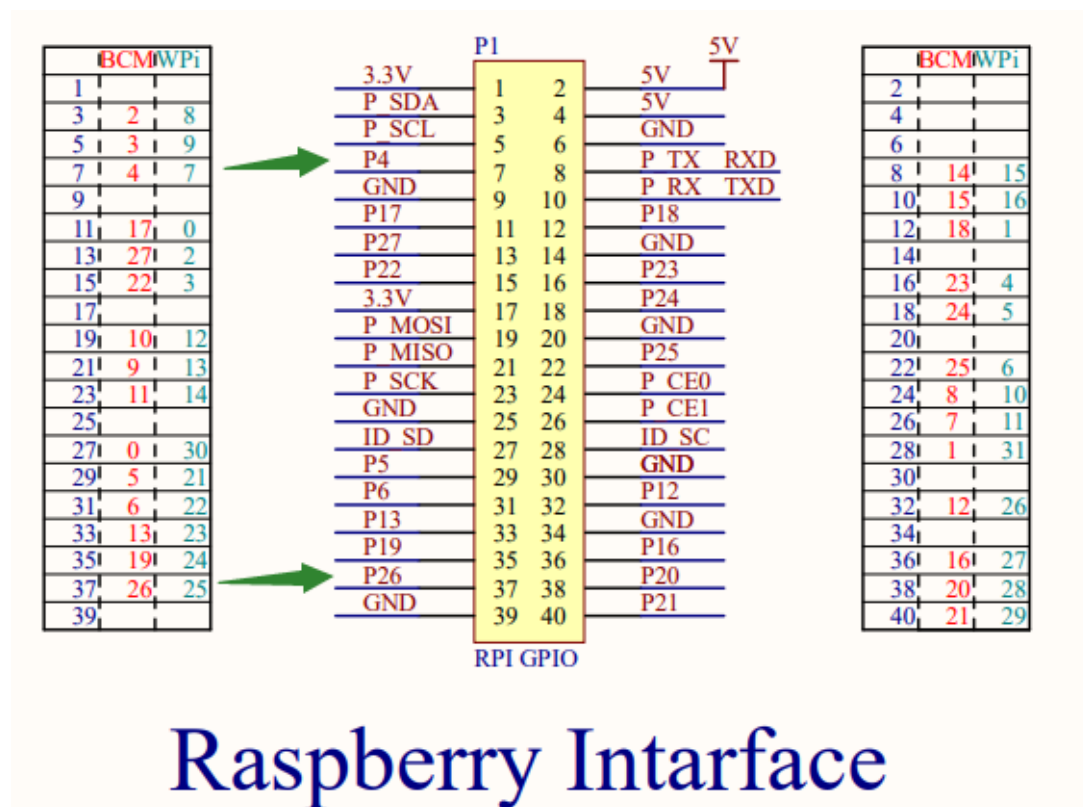 P1 5V
BCM WPi BCM WPi
1 3.3V 1 2 5V 2
3 2 8 P_SDA 3 4 5V 4
5 3 9 P_SCL 5 6 GND 6
7 4 7 P4 7 8 P_TX RXD 8 14 15
9 GND 9 10 P_RX TXD 10 15 16
11 17 0 P17 11 12 P18 12 18 1
13 27 2 P27 13 14 GND 14
15 22 3 P22 15 16 P23 16 23 4
17 3.3V 17 18 P24 18 24 5
19 10 12 P_MOSI 19 20 GND 20
21 9 13 P_MISO 21 22 P25 22 25 6
23 11 14 P_SCK 23 24 P_CE0 24 8 10
25 GND 25 26 P_CE1 26 7 11
27 0 30 ID_SD 27 28 ID_SC 28 1 31
29 5 21 P5 29 30 GND 30
31 6 22 P6 31 32 P12 32 12 26
33 13 23 P13 33 34 GND 34
35 19 24 P19 35 36 P16 36 16 27
37 26 25 P26 37 38 P20 38 20 28
39 GND 39 40 P21 40 21 29
RPI GPIO
Raspberry Intarface